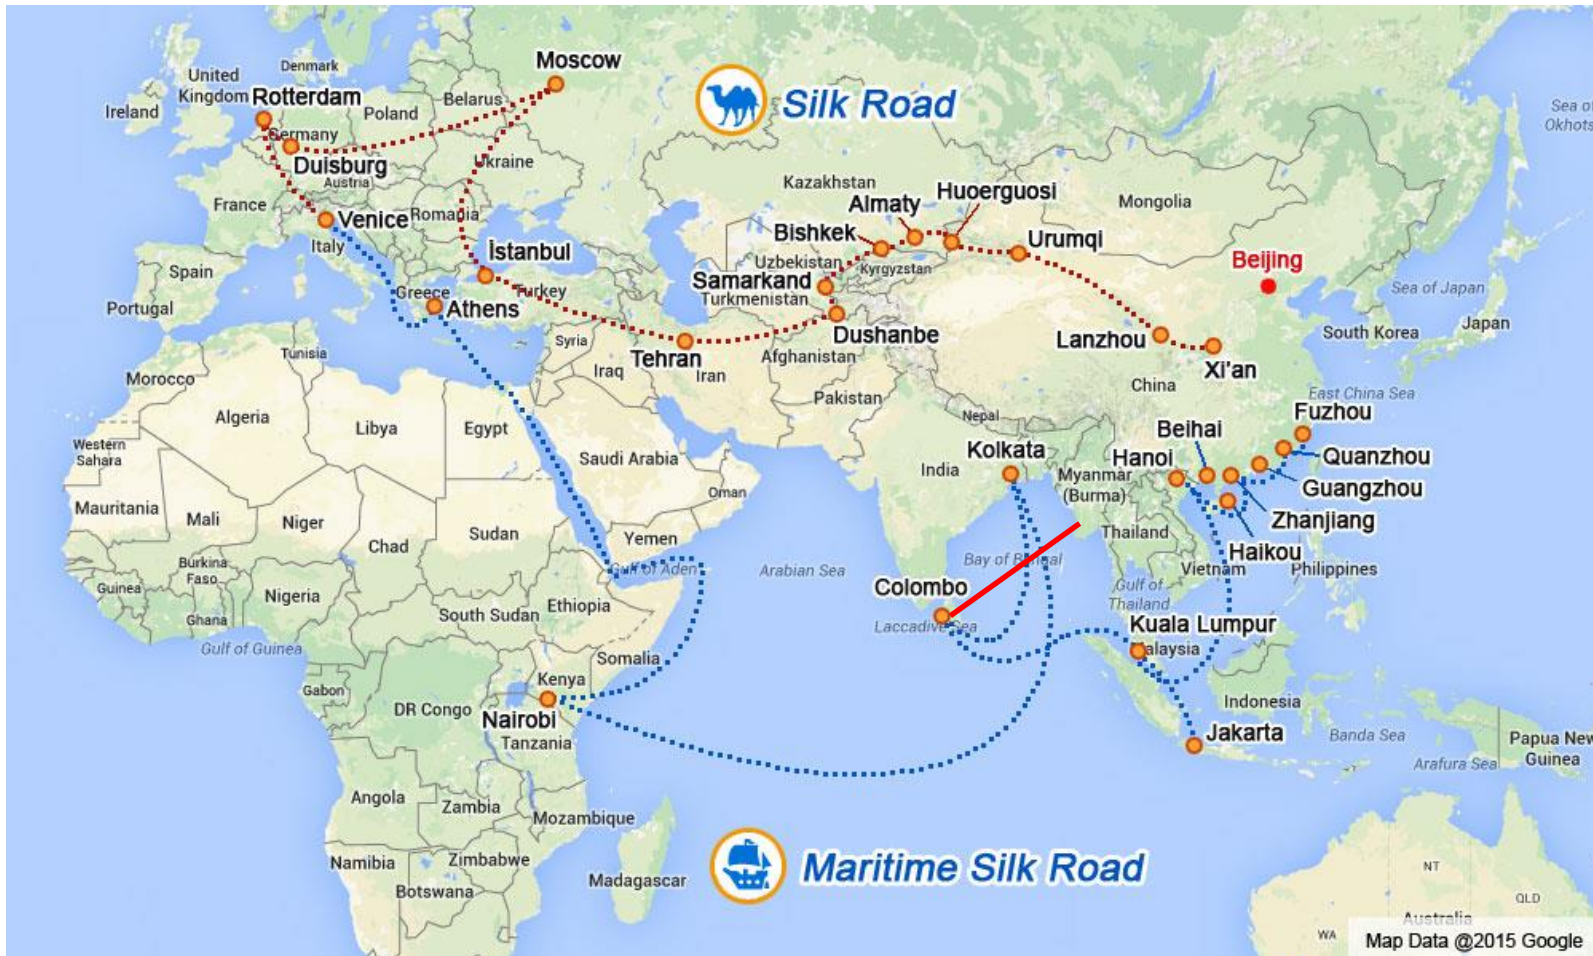 Moscow
Denmark
United
Kingdom
Ireland
Rotterdam
Poland
Belarus
Germany
Duisburg
Austria
Ukraine
France
Venice
Romania
Italy
İstanbul
Spain
Portugal
Greece
Athens
Turkey
Silk Road
Sea of
Okhots
Kazakhstan
Almaty
Huoerguosi
Mongolia
Bishkek
Urumqi
Uzbekistan
Kyrgyzstan
Samarkand
Turkmenistan
Beijing
Sea of Japan
Dushanbe
Lanzhou
South Korea
Japan
Tunisia
Syria
Tehran
Afghanistan
Xi'an
Morocco
Iraq
Iran
China
Pakistan
East China Sea
Algeria
Libya
Egypt
Nepal
Fuzhou
Beihai
Western
Sahara
Saudi Arabia
Kolkata
Hanoi
Quanzhou
India
Myanmar
(Burma)
Guangzhou
Oman
Mauritania
Mali
Niger
Sudan
Zhanjiang
Chad
Yemen
Thailand
Haikou
Bay of Bengal
Vietnam
Philippines
Burkina
Faso
Gulf of Aden
Arabian Sea
Guinea
Nigeria
Ethiopia
Colombo
Gulf of
Thailand
Ghana
South Sudan
Laccadive Sea
Kuala Lumpur
Gulf of Guinea
Somalia
Malaysia
Kenya
Gabon
DR Congo
Indonesia
Nairobi
Tanzania
Jakarta
Banda Sea
Papua New
Guinea
Arafura Sea
Angola
Zambia
Mozambique
Namibia
Zimbabwe
Botswana
Madagascar
Maritime Silk Road
NT
QLD
Australia
WA
Map Data @2015 Google